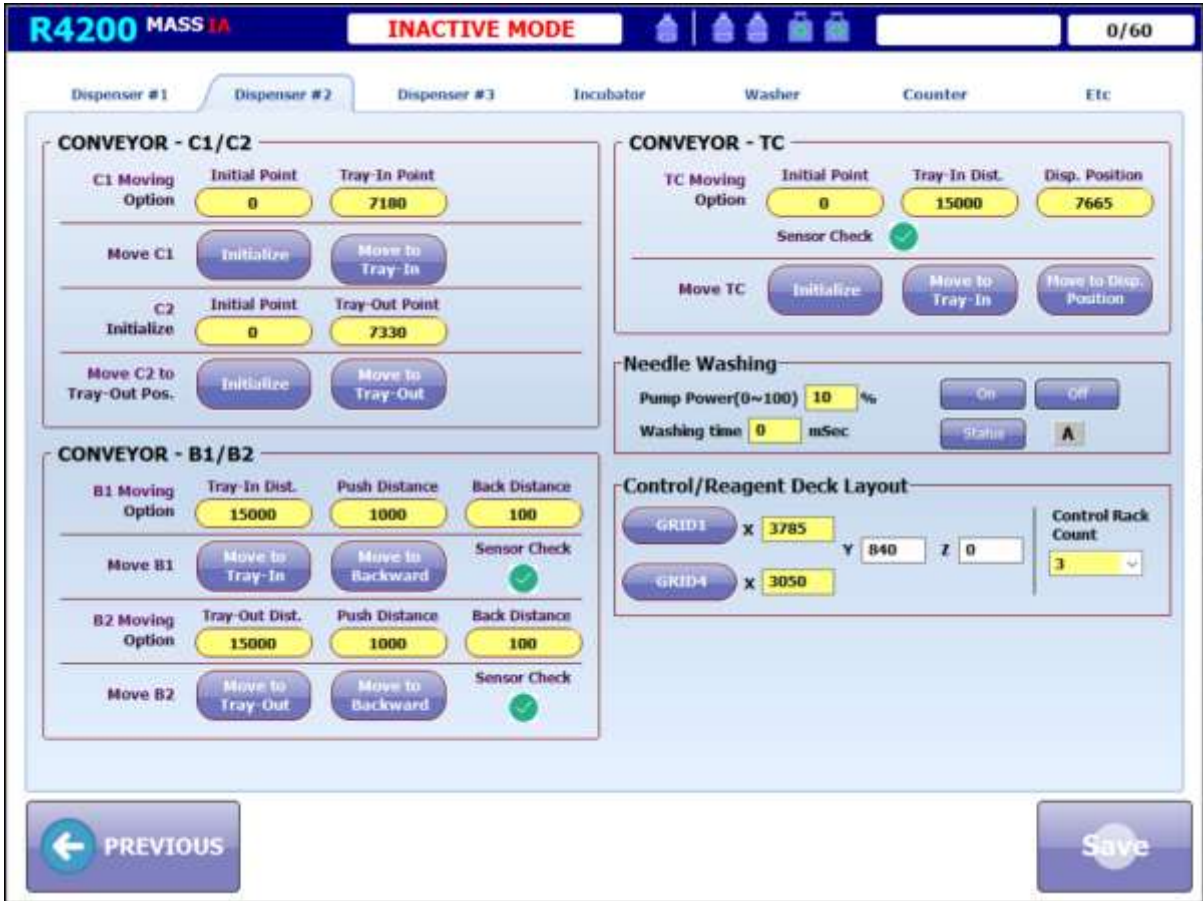 R4200 MASS IA
INACTIVE MODE
0/60
Dispenser #1
Dispenser #2
Dispenser #3
Incubator
Washer
Counter
Etc
CONVEYOR - C1/C2
C1 Moving
Option
Initial Point
Tray-In Point
0
7180
Move C1
Initialize
Move to
Tray-In
C2
Initialize
Initial Point
Tray-Out Point
0
7330
Move C2 to
Tray-Out Pos.
Initialize
Move to
Tray-Out
CONVEYOR - B1/B2
B1 Moving
Option
Tray-In Dist.
Push Distance
Back Distance
15000
1000
100
Move B1
Move to
Tray-In
Move to
Backward
Sensor Check
B2 Moving
Option
Tray-Out Dist.
Push Distance
Back Distance
15000
1000
100
Move B2
Move to
Tray-Out
Move to
Backward
Sensor Check
CONVEYOR - TC
TC Moving
Option
Initial Point
Tray-In Dist.
Disp. Position
0
15000
7665
Sensor Check
Move TC
Initialize
Move to
Tray-In
Move to Disp.
Position
Needle Washing
Pump Power(0~100) 10 %
On
Off
Washing time 0 mSec
Status
A
Control/Reagent Deck Layout
GRID1
X 3785
Y 840
Z 0
GRID4
X 3050
Control Rack
Count
3
PREVIOUS
Save